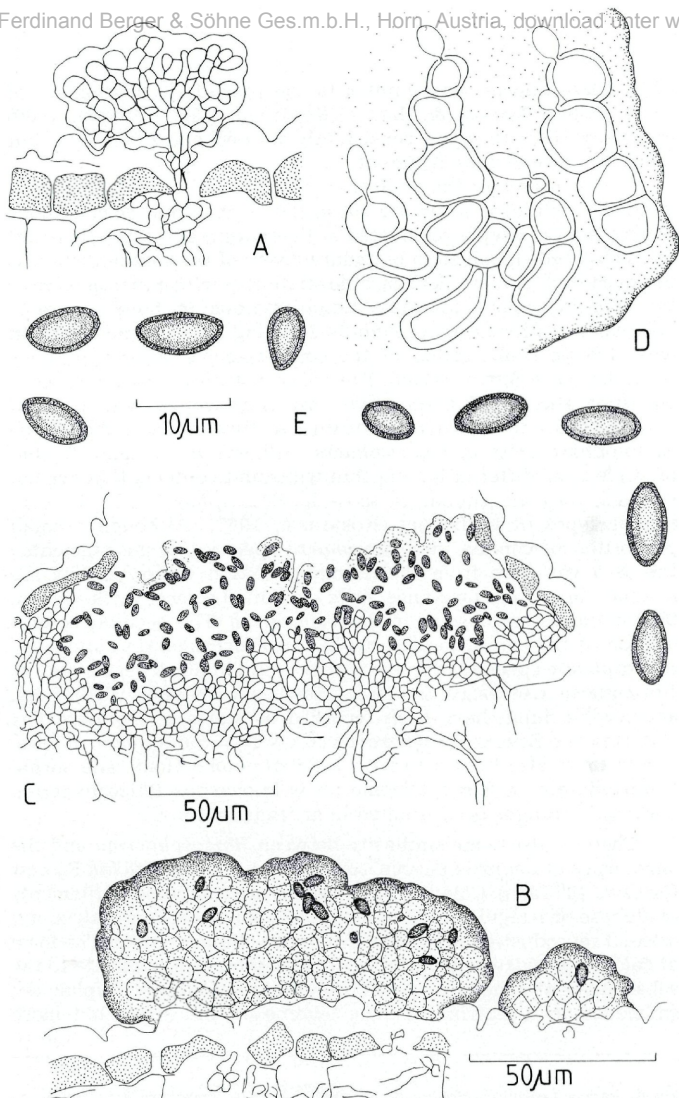 Ferdinand Berger & Söhne Ges.m.b.H., Horn, Austria, download unter w
A
D
10µm
E
C
50µm
B
50µm